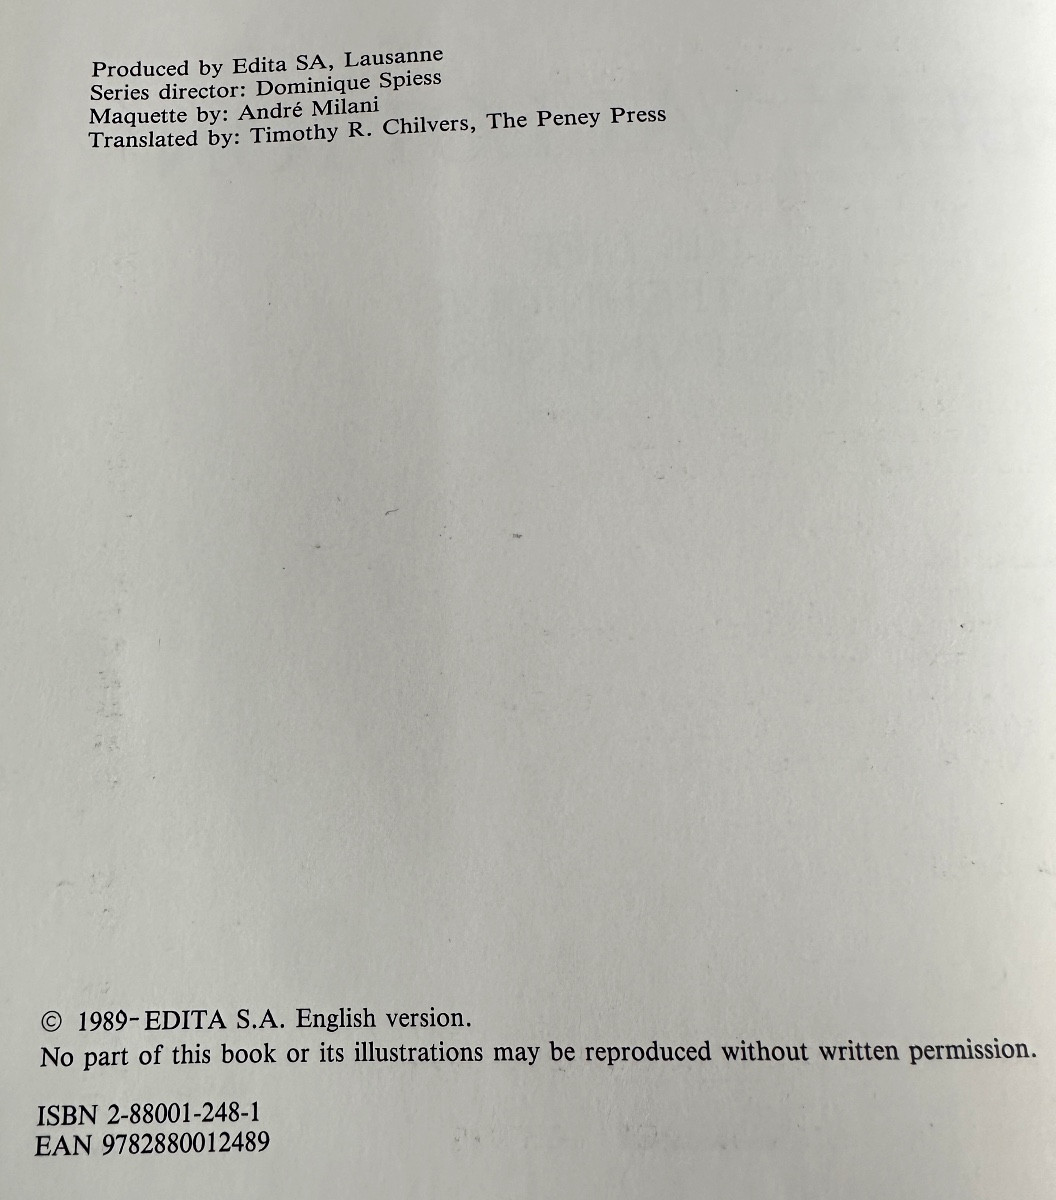 Produced by Edita SA, Lausanne
Series director: Dominique Spiess
Maquette by: André Milani
Translated by: Timothy R. Chilvers, The Peney Press
© 1989-EDITA S.A. English version.
No part of this book or its illustrations may be reproduced without written permission.
ISBN 2-88001-248-1
EAN 9782880012489